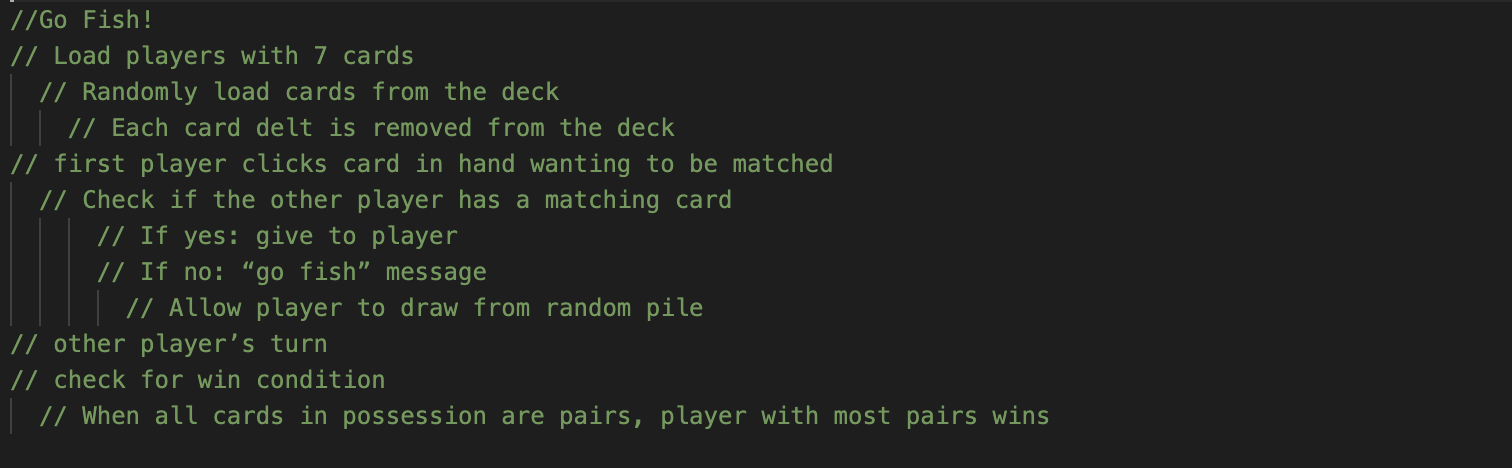 //Go Fish!
// Load players with 7 cards
// Randomly load cards from the deck
// Each card delt is removed from the deck
// first player clicks card in hand wanting to be matched
// Check if the other player has a matching card
// If yes: give to player
// If no: “go fish” message
// Allow player to draw from random pile
// other player’s turn
// check for win condition
// When all cards in possession are pairs, player with most pairs wins